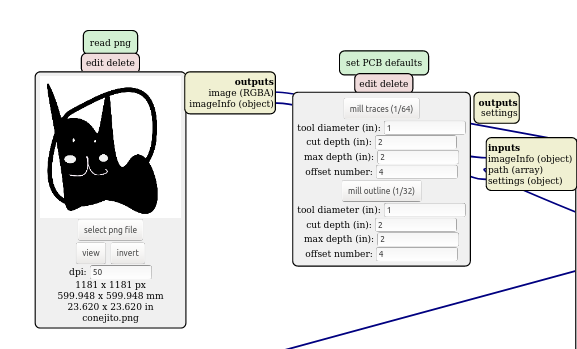 read png
edit delete
outputs
image (RGBA)
imageInfo (object)
select png file
view invert
dpi: 50
1181 x 1181 px
599.948 x 599.948 mm
23.620 x 23.620 in
conejito.png
set PCB defaults
edit delete
mill traces (1/64)
tool diameter (in): 1
cut depth (in): 2
max depth (in): 2
offset number: 4
mill outline (1/32)
tool diameter (in): 1
cut depth (in): 2
max depth (in): 2
offset number: 4
outputs
settings
inputs
imageInfo (object)
path (array)
settings (object)